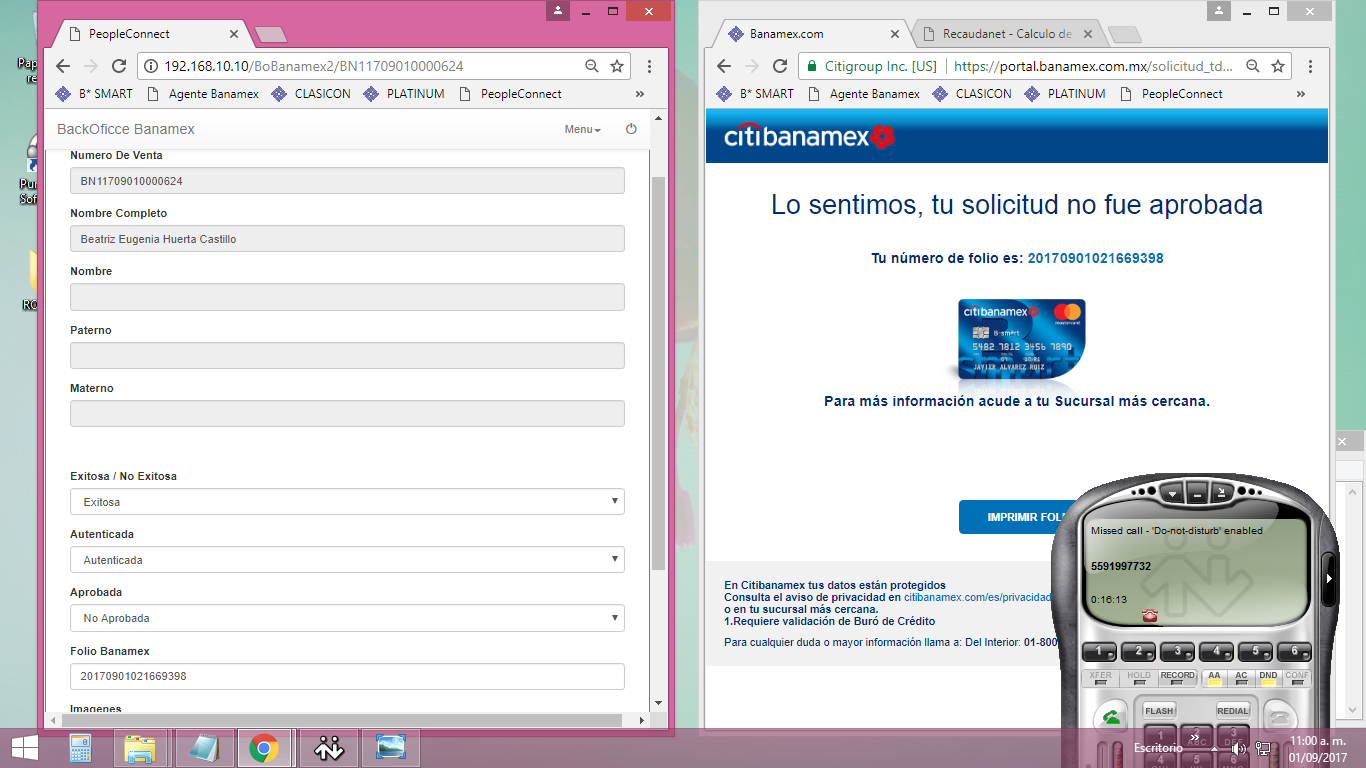 PeopleConnect
192.168.10.10/BoBanamex2/BN11709010000624
B* SMART
Agente Banamex
CLASICON
PLATINUM
PeopleConnect
»
BackOficce Banamex
Menu
Numero De Venta
BN11709010000624
Nombre Completo
Beatriz Eugenia Huerta Castillo
Nombre
Paterno
Materno
Exitosa / No Exitosa
Exitosa
Autenticada
Autenticada
Aprobada
No Aprobada
Folio Banamex
20170901021669398
Imagenes
Banamex.com
Recaudanet - Calculo de
Citigroup Inc. [US]
https://portal.banamex.com.mx/solicitud_td...
B* SMART
Agente Banamex
CLASICON
PLATINUM
PeopleConnect
»
citibanamex
Lo sentimos, tu solicitud no fue aprobada
Tu número de folio es: 20170901021669398
citibanamex
mastercard
B•smart
5482 7812 3456 7890
JAVIER ALVAREZ RUIZ
Para más información acude a tu Sucursal más cercana.
IMPRIMIR FOL
En Citibanamex tus datos están protegidos
Consulta el aviso de privacidad en citibanamex.com/es/privacidad
o en tu sucursal más cercana.
1.Requiere validación de Buró de Crédito
Para cualquier duda o mayor información llama a: Del Interior: 01-800
Missed call - 'Do-not-disturb' enabled
5591997732
0:16:13
1 2 3 4 5 6
XFER HOLD RECORD AA AC DND CONF
FLASH
REDIAL
1 2 3
ABC DEF
Escritorio
»
11:00 a. m.
01/09/2017